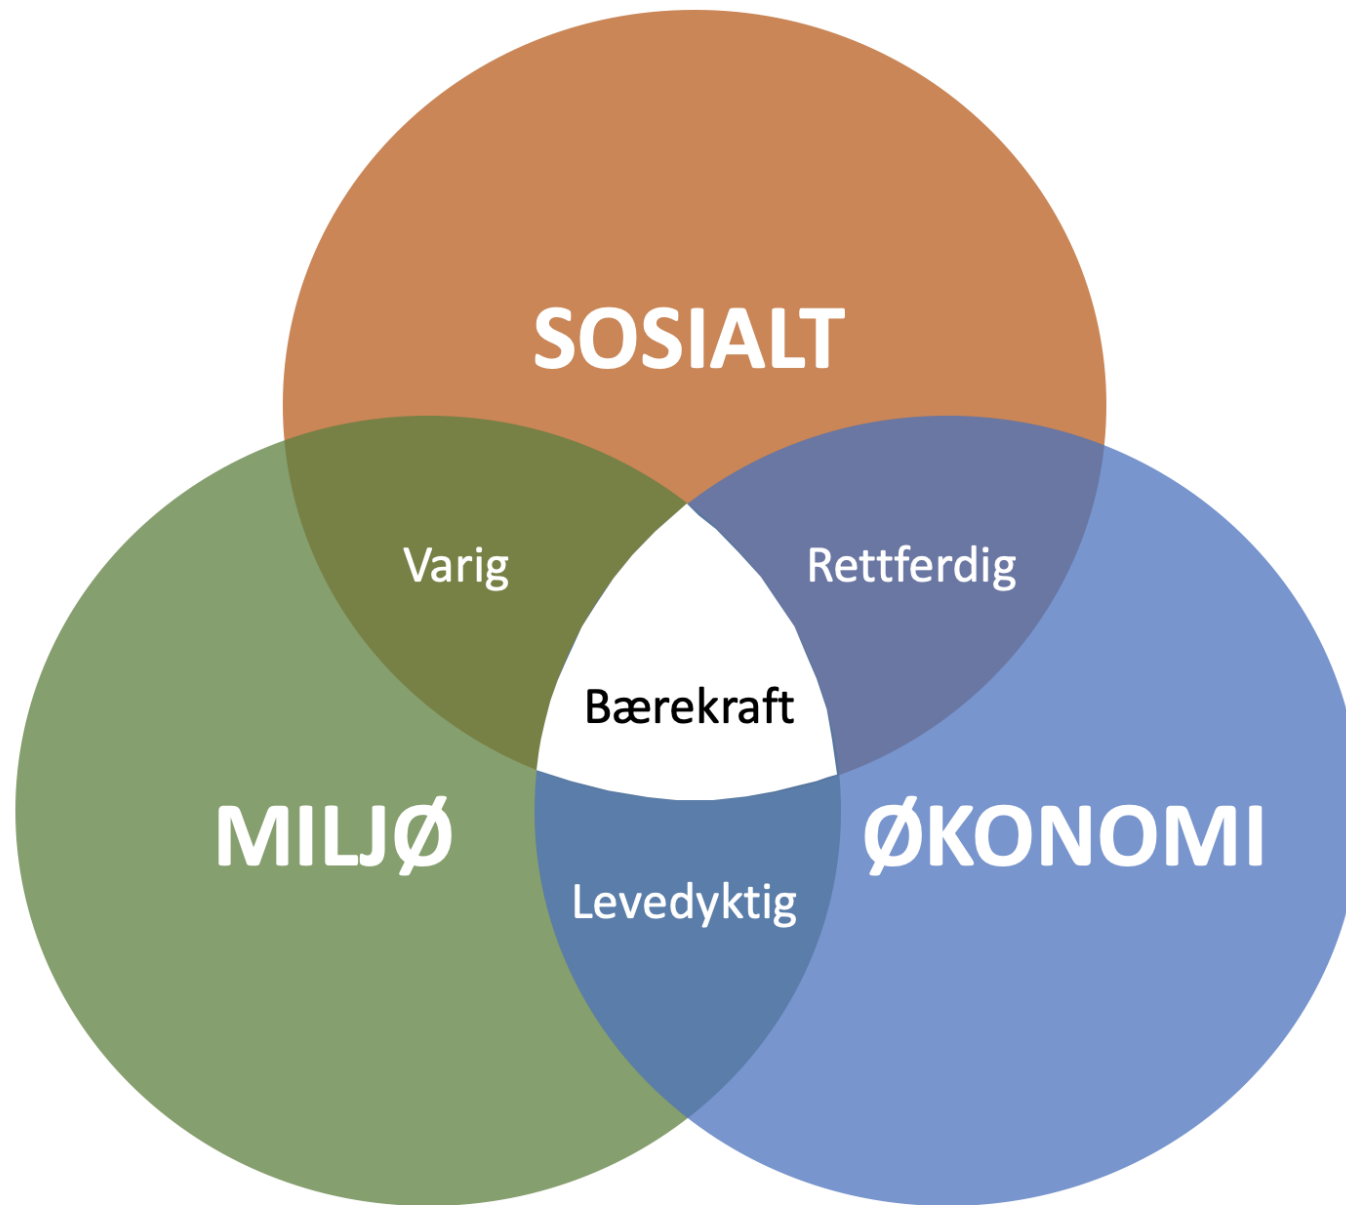 SOSIALT
Varig
Rettferdig
Bærekraft
MILJØ
ØKONOMI
Levedyktig